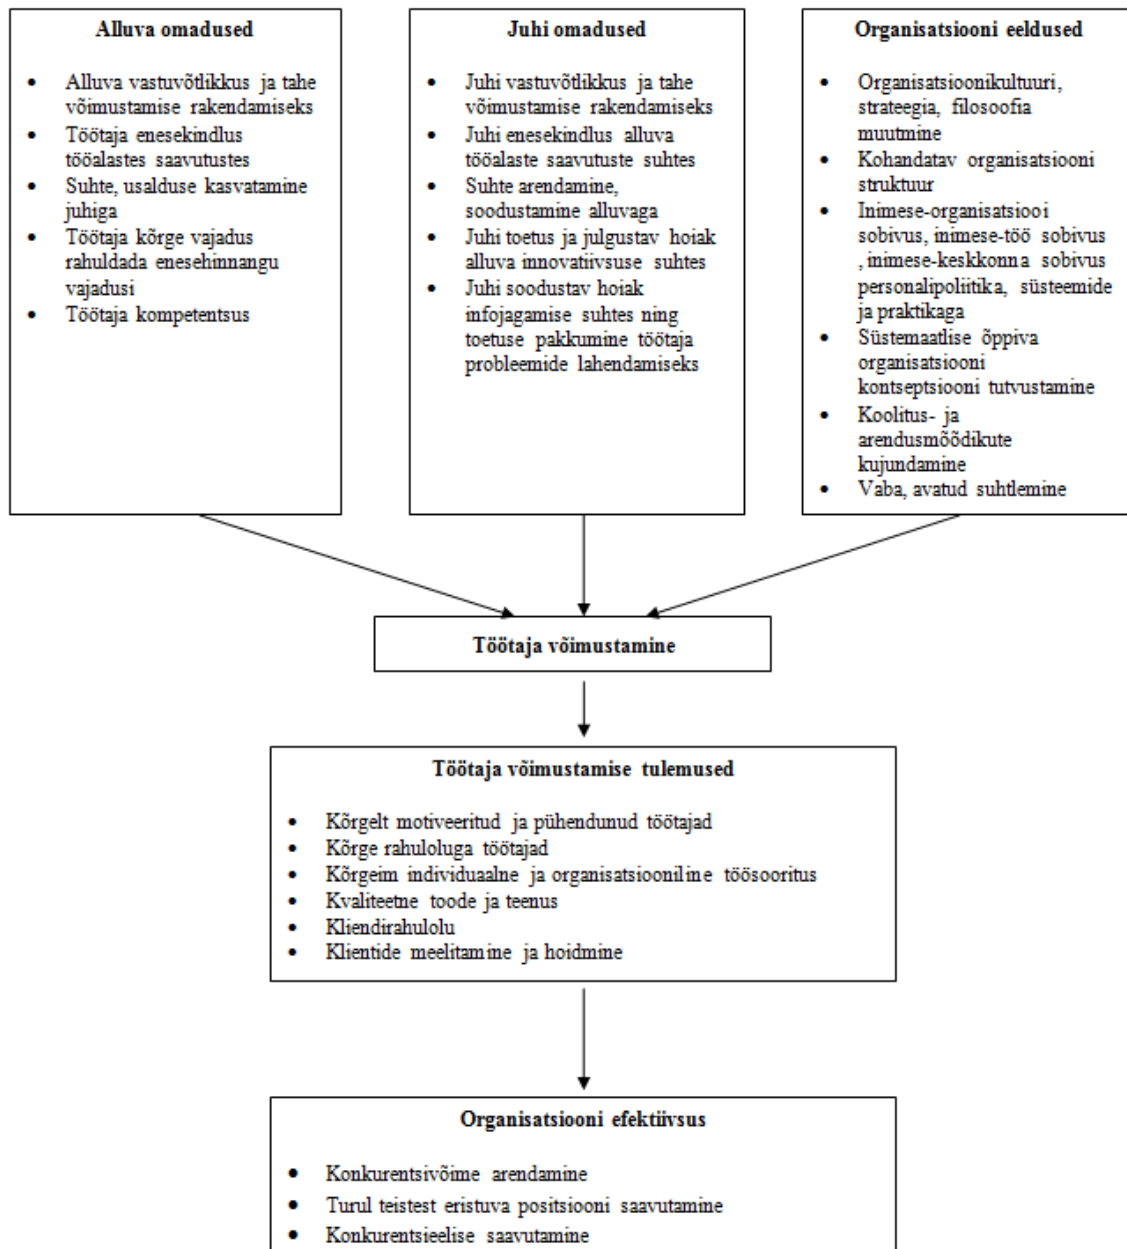 Alluva omadused
• Alluva vastuvõtlikkus ja tahe
võimustamise rakendamiseks
• Töötaja enesekindlus
tööalastes saavutustes
• Suhte, usalduse kasvatamine
juhiga
• Töötaja kõrge vajadus
rahuldada enesehinnangu
vajadusi
• Töötaja kompetentsus
Juhi omadused
• Juhi vastuvõtlikkus ja tahe
võimustamise rakendamiseks
• Juhi enesekindlus alluva
tööalaste saavutuste suhtes
• Suhte arendamine,
soodustamine alluvaga
• Juhi toetus ja julgustav hoiak
alluva innovatiivsuse suhtes
• Juhi soodustav hoiak
infojagamise suhtes ning
toetuse pakkumine töötaja
probleemide lahendamiseks
Organisatsiooni eeldused
• Organisatsioonikultuuri,
strateegia, filosoofia
muutmine
• Kohandatav organisatsiooni
struktuur
• Inimese-organisatsiooi
sobivus, inimese-töö sobivus
,inimese-keskkonna sobivus
personalipoliitika, süsteemide
ja praktikaga
• Süstemaatlise õppiva
organisatsiooni
kontseptsiooni tutvustamine
• Koolitus- ja
arendusmõõdikute
kujundamine
• Vaba, avatud suhtlemine
Töötaja võimustamine
Töötaja võimustamise tulemused
• Kõrgelt motiveeritud ja pühendunud töötajad
• Kõrge rahuloluga töötajad
• Kõrgeim individuaalne ja organisatsiooniline töösooritus
• Kvaliteetne toode ja teenus
• Kliendirahulolu
• Klientide meelitamine ja hoidmine
Organisatsiooni efektiivsus
• Konkurentsivõime arendamine
• Turul teistest eristuva positsiooni saavutamine
• Konkurentsieelise saavutamine